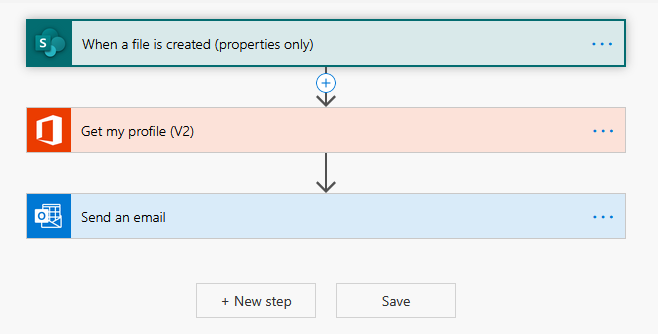 When a file is created (properties only)
Get my profile (V2)
Send an email
+ New step
Save